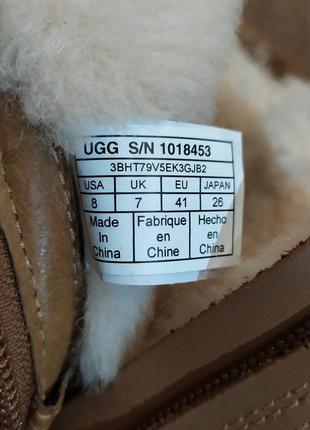 UGG S/N 1018453
3BHT79V5EK3GJB2
USA UK EU JAPAN
8 7 41 26
Made Fabrique Hecho
In en en
China Chine China